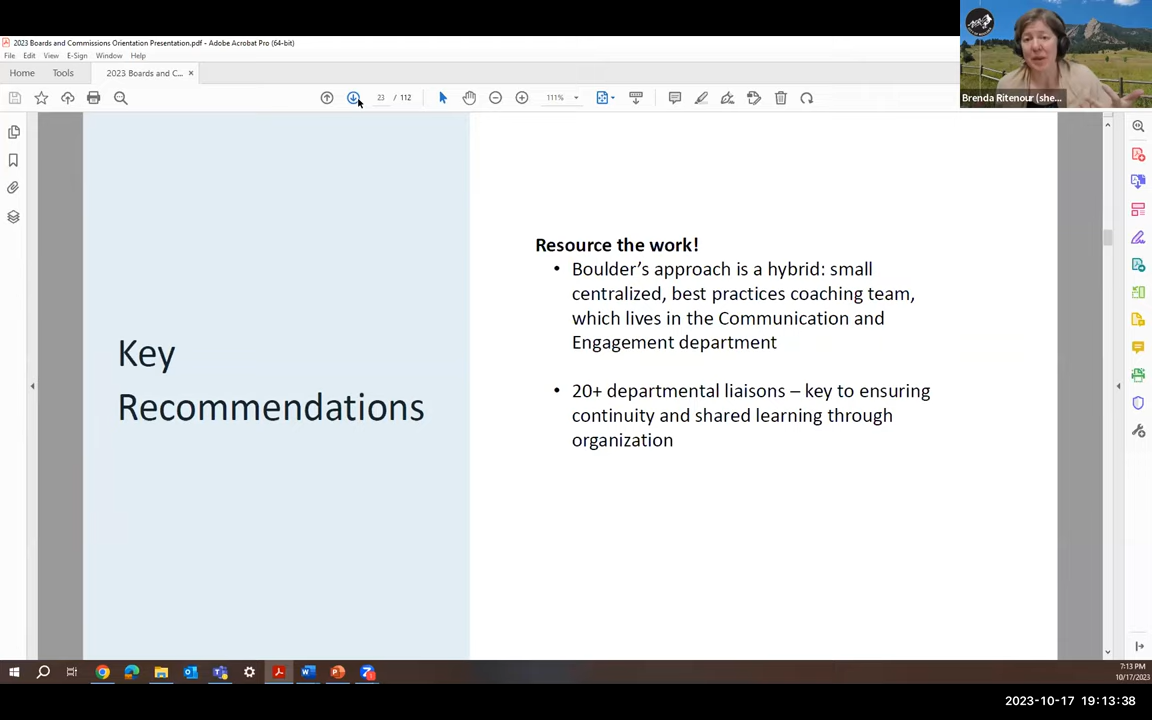 2023 Boards and Commissions Orientation Presentation.pdf - Adobe Acrobat Pro (64-bit)
File Edit View E-Sign Window Help
Home Tools 2023 Boards and C... ×
23 / 112 111%
Brenda Ritenour (she...
Key
Recommendations
Resource the work!
• Boulder's approach is a hybrid: small
centralized, best practices coaching team,
which lives in the Communication and
Engagement department
• 20+ departmental liaisons – key to ensuring
continuity and shared learning through
organization
7:13 PM
10/17/2023
2023-10-17 19:13:38